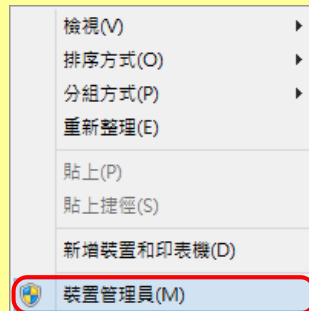 檢視(V)
排序方式(O)
分組方式(P)
重新整理(E)
貼上(P)
貼上捷徑(S)
新增裝置和印表機(D)
裝置管理員(M)